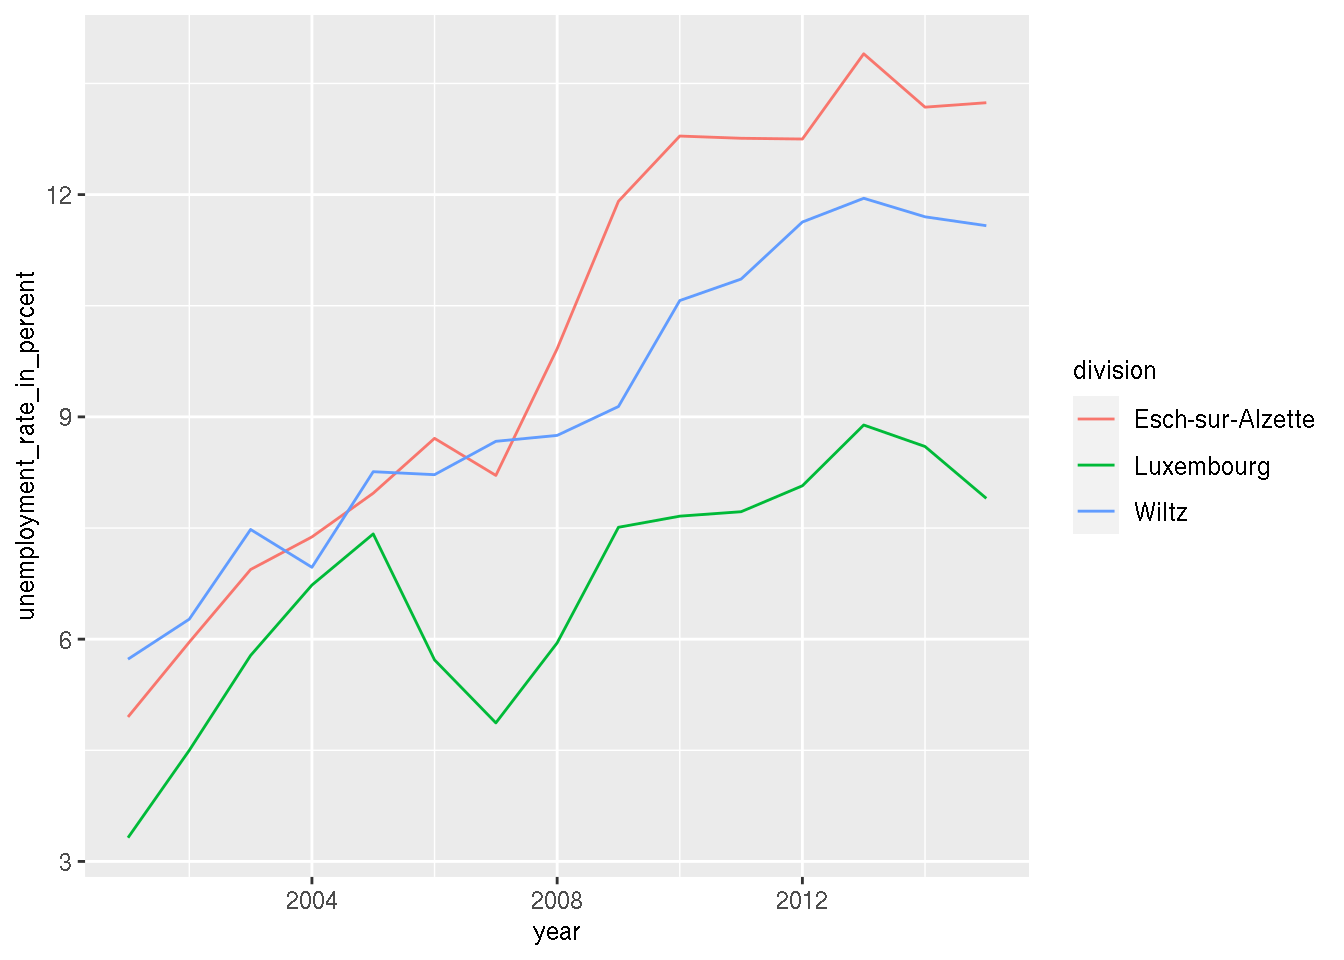 unemployment_rate_in_percent
12
9
6
3
2004
2008
2012
year
division
Esch-sur-Alzette
Luxembourg
Wiltz